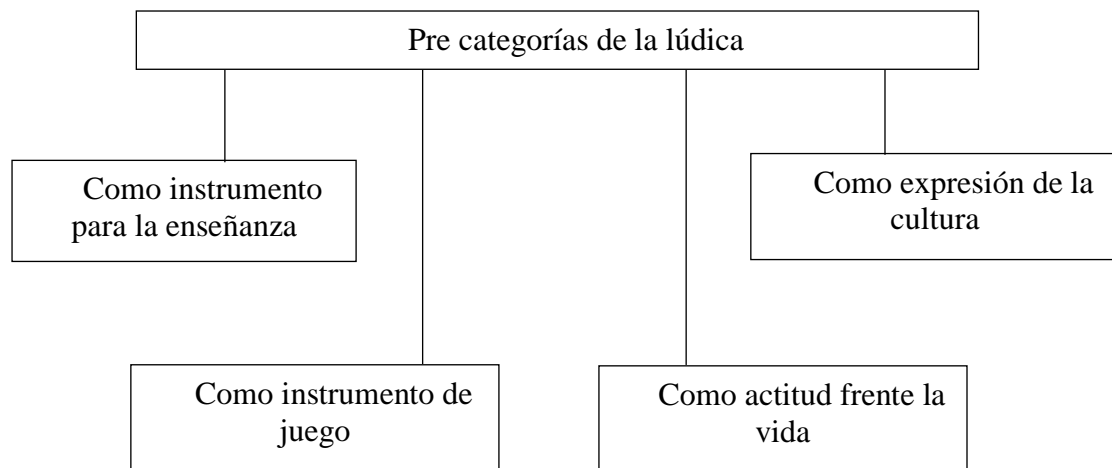 Pre categorías de la lúdica
Como instrumento
para la enseñanza
Como expresión de la
cultura
Como instrumento de
juego
Como actitud frente la
vida